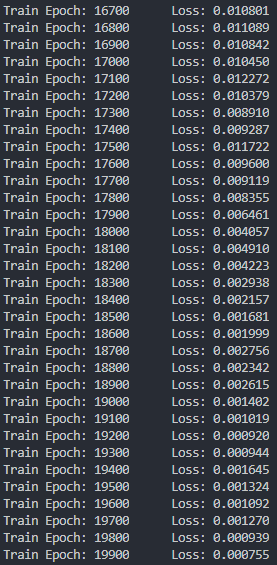 Train Epoch: 16700 Loss: 0.010801
Train Epoch: 16800 Loss: 0.011089
Train Epoch: 16900 Loss: 0.010842
Train Epoch: 17000 Loss: 0.010450
Train Epoch: 17100 Loss: 0.012272
Train Epoch: 17200 Loss: 0.010379
Train Epoch: 17300 Loss: 0.008910
Train Epoch: 17400 Loss: 0.009287
Train Epoch: 17500 Loss: 0.011722
Train Epoch: 17600 Loss: 0.009600
Train Epoch: 17700 Loss: 0.009119
Train Epoch: 17800 Loss: 0.008355
Train Epoch: 17900 Loss: 0.006461
Train Epoch: 18000 Loss: 0.004057
Train Epoch: 18100 Loss: 0.004910
Train Epoch: 18200 Loss: 0.004223
Train Epoch: 18300 Loss: 0.002938
Train Epoch: 18400 Loss: 0.002157
Train Epoch: 18500 Loss: 0.001681
Train Epoch: 18600 Loss: 0.001999
Train Epoch: 18700 Loss: 0.002756
Train Epoch: 18800 Loss: 0.002342
Train Epoch: 18900 Loss: 0.002615
Train Epoch: 19000 Loss: 0.001402
Train Epoch: 19100 Loss: 0.001019
Train Epoch: 19200 Loss: 0.000920
Train Epoch: 19300 Loss: 0.000944
Train Epoch: 19400 Loss: 0.001645
Train Epoch: 19500 Loss: 0.001324
Train Epoch: 19600 Loss: 0.001092
Train Epoch: 19700 Loss: 0.001270
Train Epoch: 19800 Loss: 0.000939
Train Epoch: 19900 Loss: 0.000755